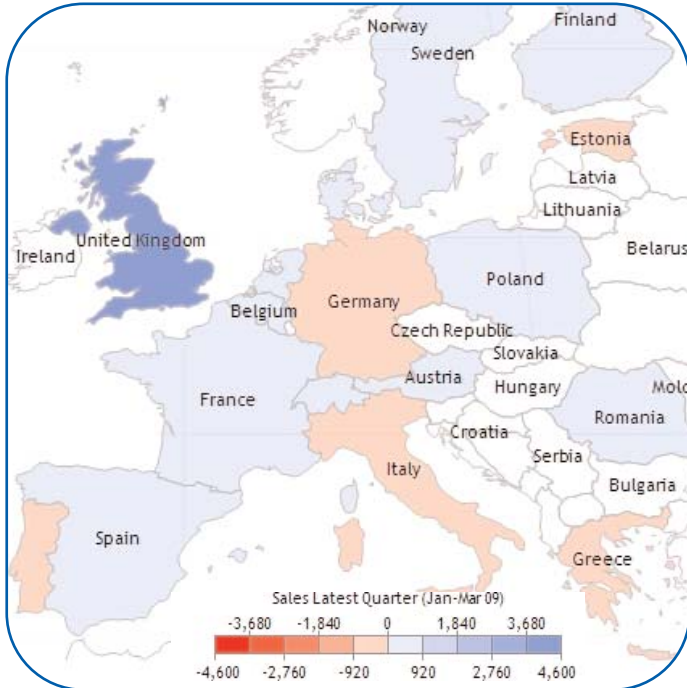 Finland
Norway
Sweden
Estonia
Latvia
Lithuania
United Kingdom
Ireland
Belarus
Poland
Belgium
Germany
Czech Republic
Slovakia
Austria
Hungary
Moldo
France
Romania
Croatia
Serbia
Italy
Bulgaria
Spain
Greece
Sales Latest Quarter (Jan-Mar 09)
-3,680 -1,840 0 1,840 3,680
-4,600 -2,760 -920 920 2,760 4,600